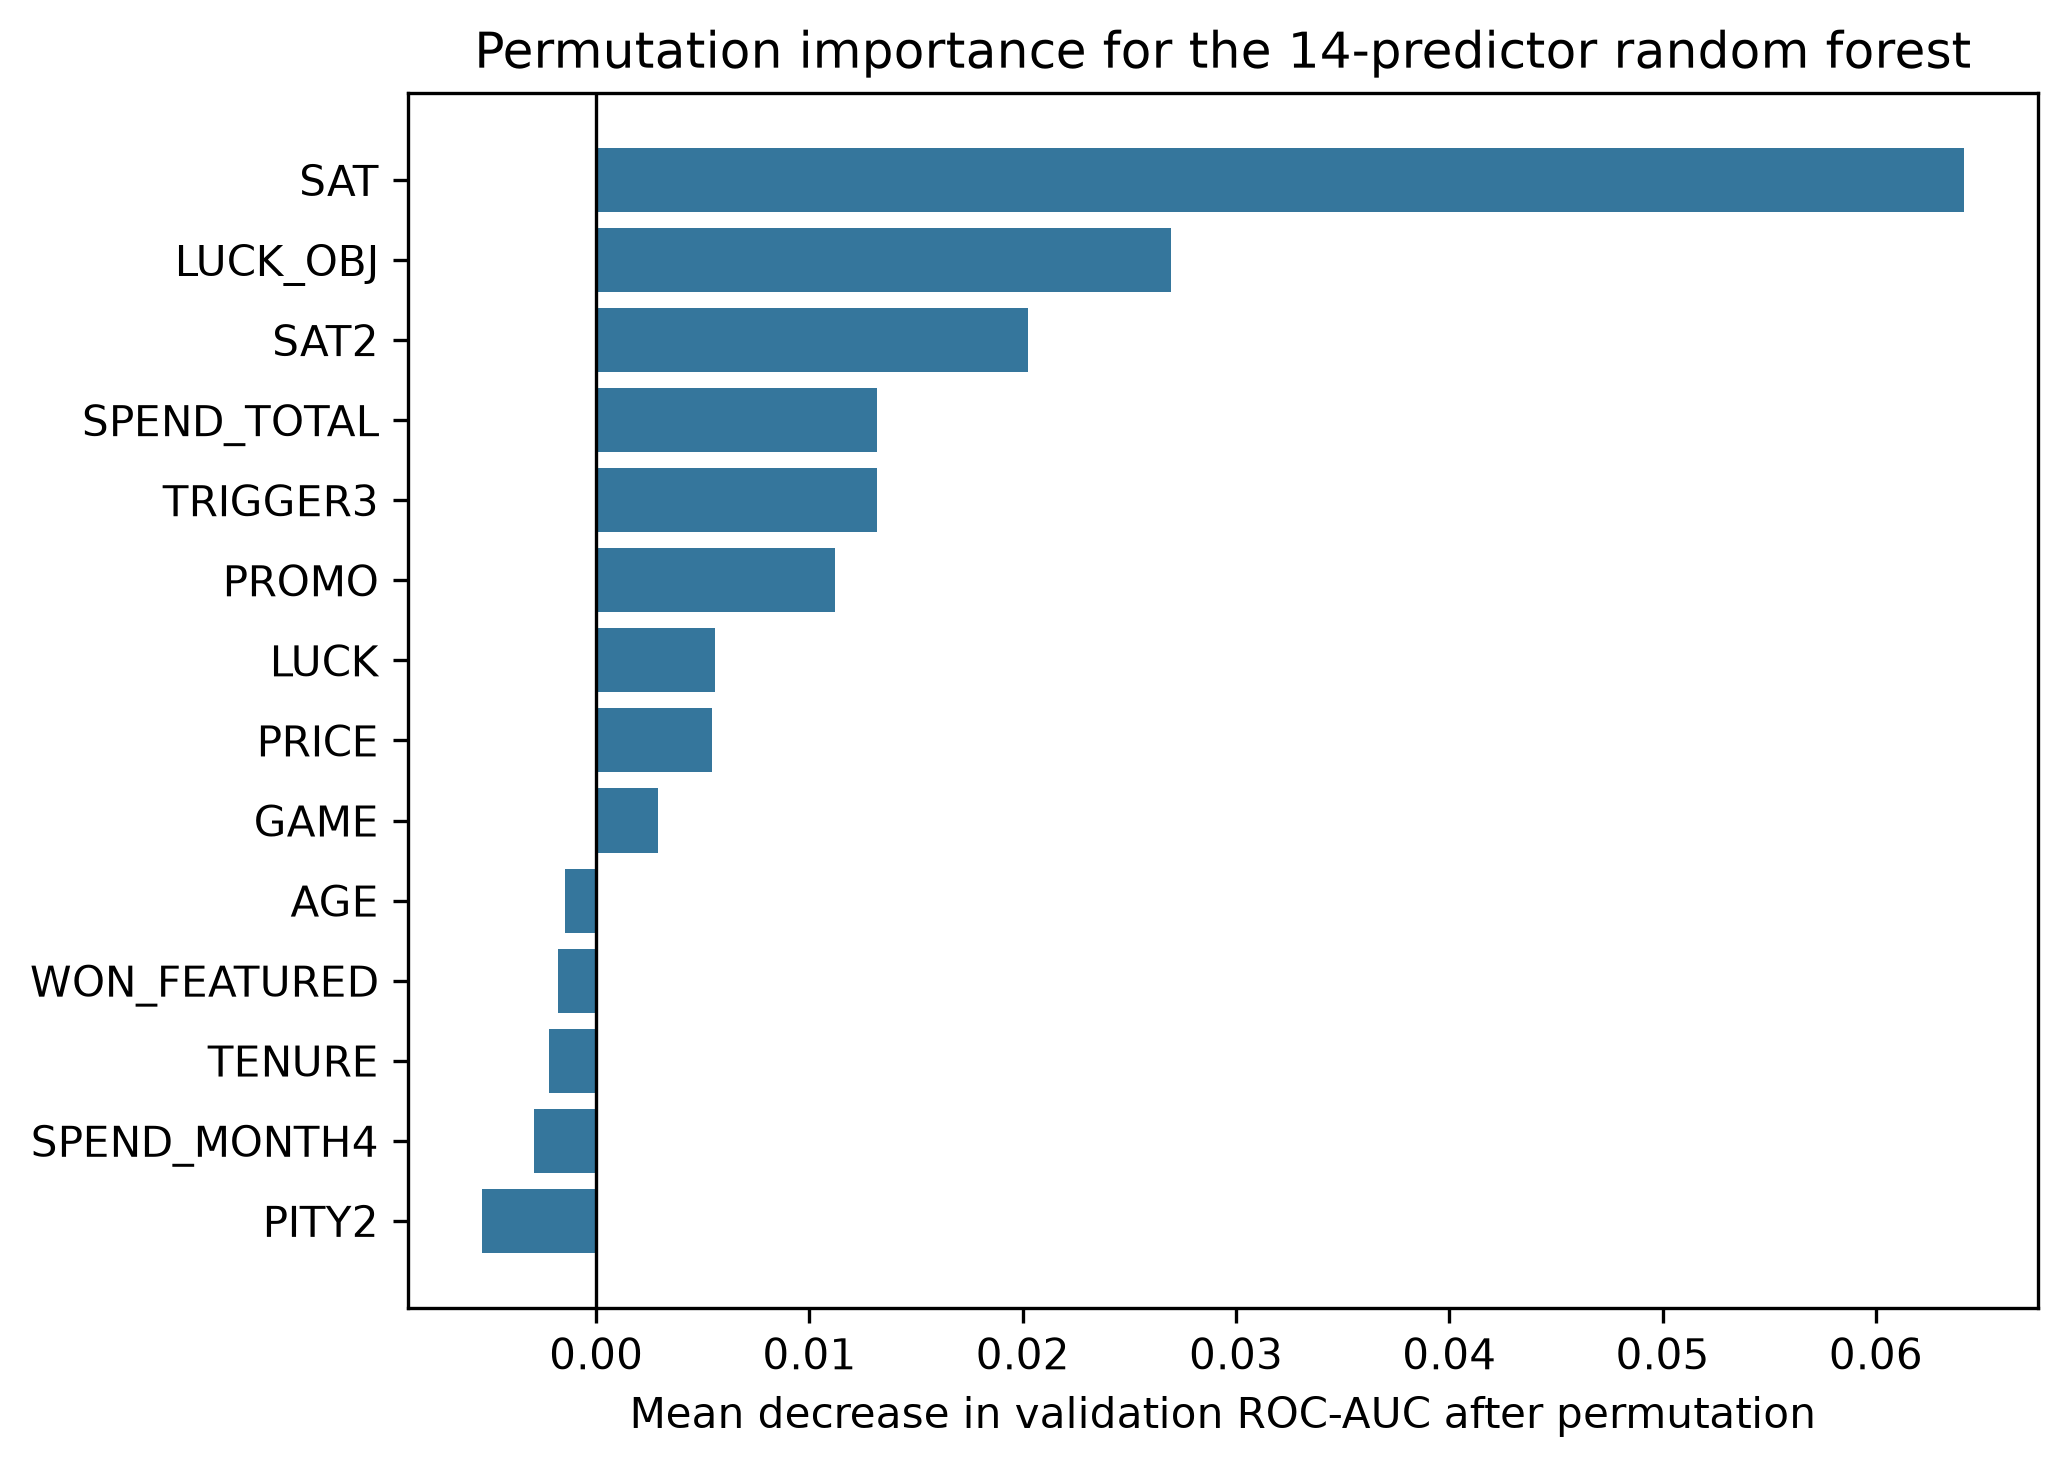 Permutation importance for the 14-predictor random forest
SAT
LUCK_OBJ
SAT2
SPEND_TOTAL
TRIGGER3
PROMO
LUCK
PRICE
GAME
AGE
WON_FEATURED
TENURE
SPEND_MONTH4
PITY2
0.00 0.01 0.02 0.03 0.04 0.05 0.06
Mean decrease in validation ROC-AUC after permutation